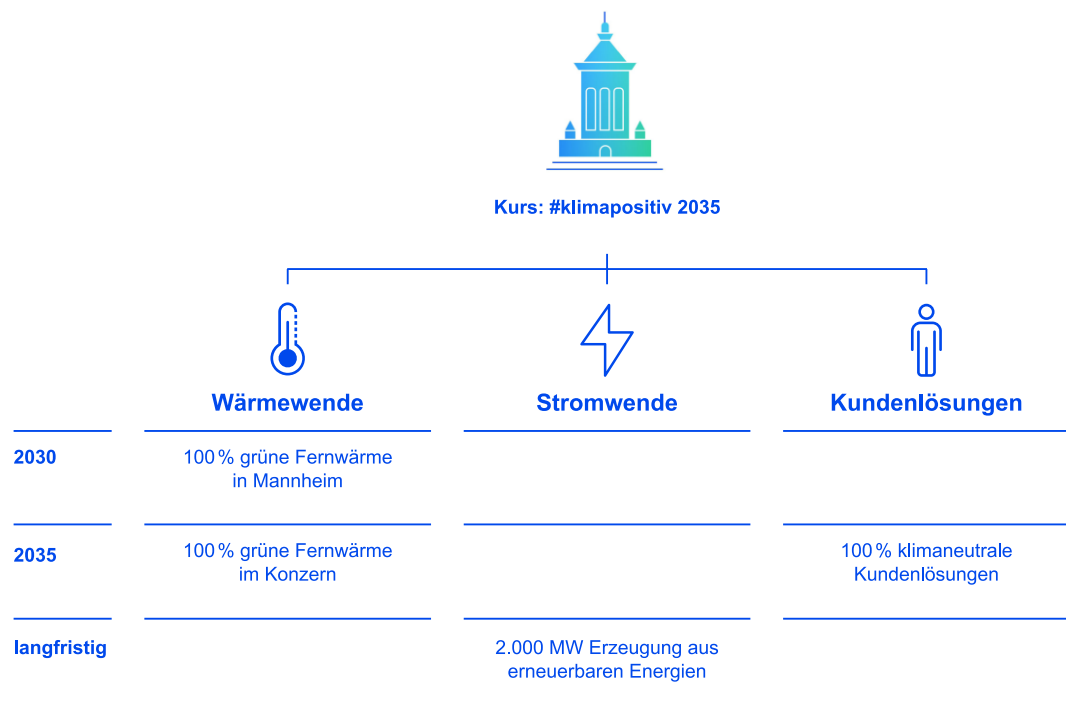 Kurs: #klimapositiv 2035
Wärmewende
Stromwende
Kundenlösungen
2030
100 % grüne Fernwärme
in Mannheim
2035
100 % grüne Fernwärme
im Konzern
100 % klimaneutrale
Kundenlösungen
langfristig
2.000 MW Erzeugung aus
erneuerbaren Energien